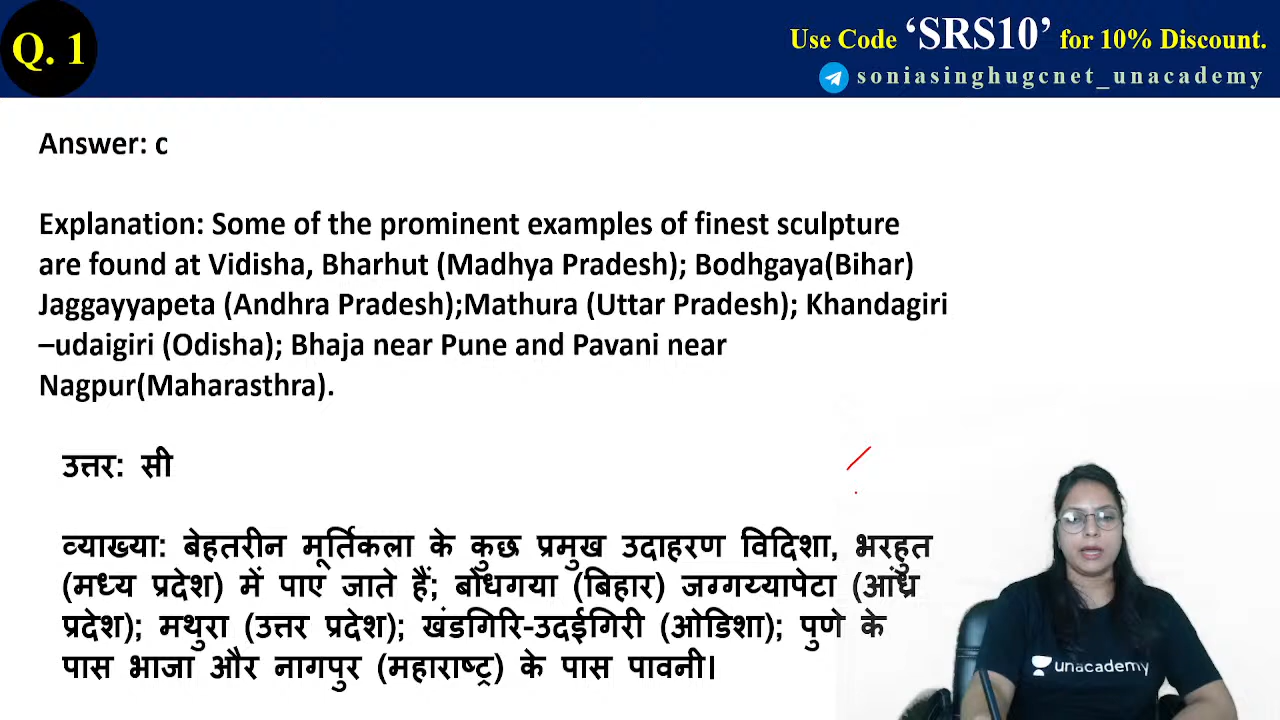 Q. 1
Use Code ‘SRS10’ for 10% Discount.
soniasinghugcnet_unacademy
Answer: c
Explanation: Some of the prominent examples of finest sculpture
are found at Vidisha, Bharhut (Madhya Pradesh); Bodhgaya(Bihar)
Jaggayyapeta (Andhra Pradesh);Mathura (Uttar Pradesh); Khandagiri
–udaigiri (Odisha); Bhaja near Pune and Pavani near
Nagpur(Maharasthra).
उत्तर: सी
व्याख्या: बेहतरीन मूर्तिकला के कुछ प्रमुख उदाहरण विदिशा, भरहुत
(मध्य प्रदेश) में पाए जाते हैं; बोधगया (बिहार) जग्गय्यापेटा (आंध्र
प्रदेश); मथुरा (उत्तर प्रदेश); खंडगिरि-उदईगिरी (ओडिशा); पुणे के
पास भाजा और नागपुर (महाराष्ट्र) के पास पावनी।
unacademy